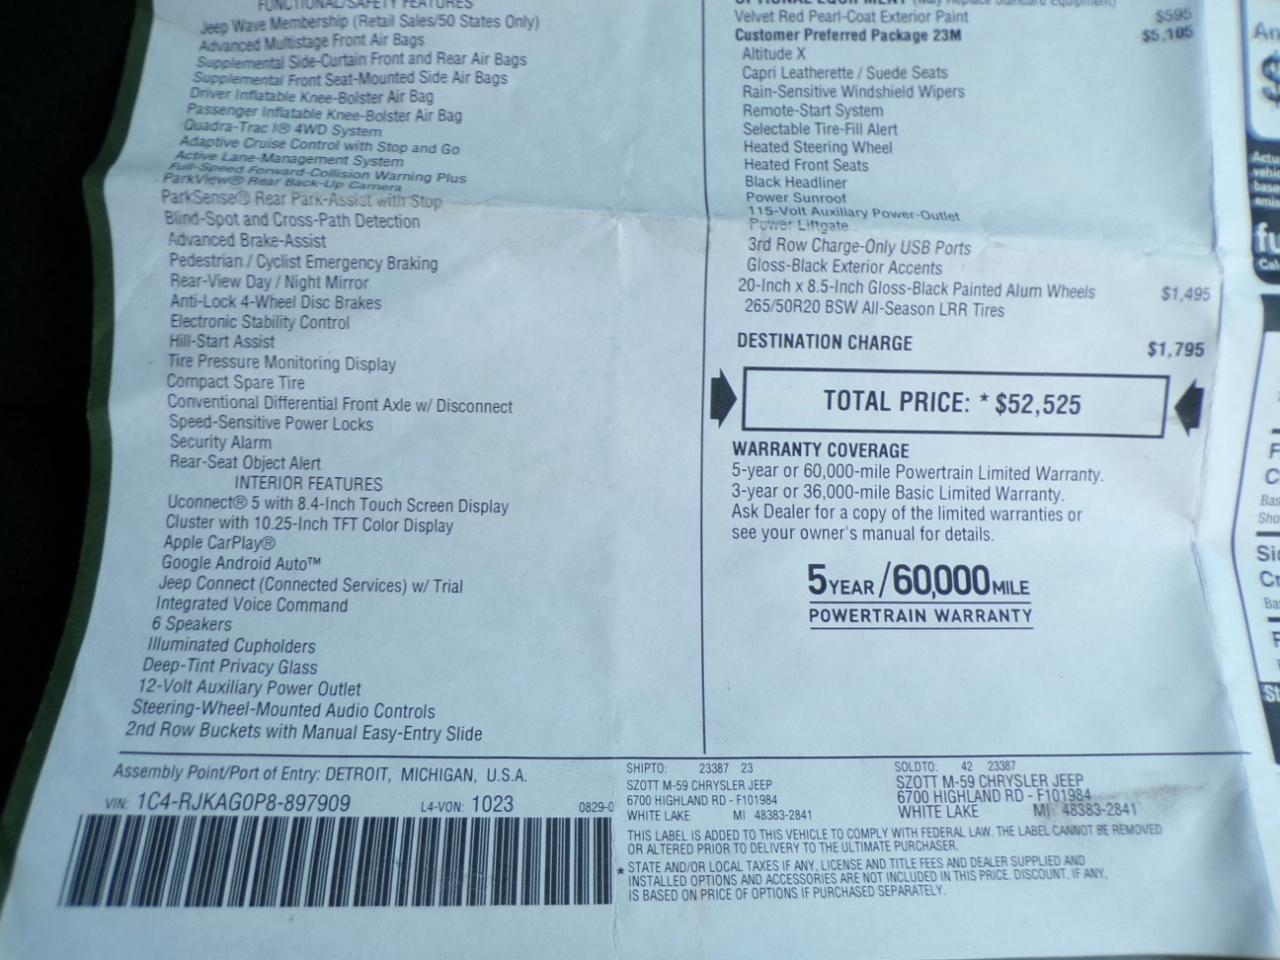 FUNCTIONAL/SAFETY FEATURES
Jeep Wave Membership (Retail Sales/50 States Only)
Advanced Multistage Front Air Bags
Supplemental Side-Curtain Front and Rear Air Bags
Supplemental Front Seat-Mounted Side Air Bags
Driver Inflatable Knee-Bolster Air Bag
Passenger Inflatable Knee-Bolster Air Bag
Quadra-Trac I® 4WD System
Adaptive Cruise Control with Stop and Go
Active Lane-Management System
Full-Speed Forward-Collision Warning Plus
ParkView® Rear Back-Up Camera
ParkSense® Rear Park-Assist with Stop
Blind-Spot and Cross-Path Detection
Advanced Brake-Assist
Pedestrian / Cyclist Emergency Braking
Rear-View Day / Night Mirror
Anti-Lock 4-Wheel Disc Brakes
Electronic Stability Control
Hill-Start Assist
Tire Pressure Monitoring Display
Compact Spare Tire
Conventional Differential Front Axle w/ Disconnect
Speed-Sensitive Power Locks
Security Alarm
Rear-Seat Object Alert
INTERIOR FEATURES
Uconnect® 5 with 8.4-Inch Touch Screen Display
Cluster with 10.25-Inch TFT Color Display
Apple CarPlay®
Google Android Auto™
Jeep Connect (Connected Services) w/ Trial
Integrated Voice Command
6 Speakers
Illuminated Cupholders
Deep-Tint Privacy Glass
12-Volt Auxiliary Power Outlet
Steering-Wheel-Mounted Audio Controls
2nd Row Buckets with Manual Easy-Entry Slide
OPTIONAL EQUIPMENT (May Replace Standard Equipment)
Velvet Red Pearl-Coat Exterior Paint $595
Customer Preferred Package 23M $5,105
Altitude X
Capri Leatherette / Suede Seats
Rain-Sensitive Windshield Wipers
Remote-Start System
Selectable Tire-Fill Alert
Heated Steering Wheel
Heated Front Seats
Black Headliner
Power Sunroof
115-Volt Auxiliary Power-Outlet
Power Liftgate
3rd Row Charge-Only USB Ports
Gloss-Black Exterior Accents
20-Inch x 8.5-Inch Gloss-Black Painted Alum Wheels $1,495
265/50R20 BSW All-Season LRR Tires
DESTINATION CHARGE $1,795
TOTAL PRICE: * $52,525
WARRANTY COVERAGE
5-year or 60,000-mile Powertrain Limited Warranty.
3-year or 36,000-mile Basic Limited Warranty.
Ask Dealer for a copy of the limited warranties or
see your owner's manual for details.
5 YEAR / 60,000 MILE
POWERTRAIN WARRANTY
Assembly Point/Port of Entry: DETROIT, MICHIGAN, U.S.A.
VIN: 1C4-RJKAG0P8-897909 L4-VON: 1023 0829-0
SHIPTO: 23387 23
SZOTT M-59 CHRYSLER JEEP
6700 HIGHLAND RD - F101984
WHITE LAKE MI 48383-2841
SOLDTO: 42 23387
SZOTT M-59 CHRYSLER JEEP
6700 HIGHLAND RD - F101984
WHITE LAKE MI 48383-2841
THIS LABEL IS ADDED TO THIS VEHICLE TO COMPLY WITH FEDERAL LAW. THE LABEL CANNOT BE REMOVED
OR ALTERED PRIOR TO DELIVERY TO THE ULTIMATE PURCHASER.
* STATE AND/OR LOCAL TAXES IF ANY, LICENSE AND TITLE FEES AND DEALER SUPPLIED AND
INSTALLED OPTIONS AND ACCESSORIES ARE NOT INCLUDED IN THIS PRICE. DISCOUNT, IF ANY,
IS BASED ON PRICE OF OPTIONS IF PURCHASED SEPARATELY.